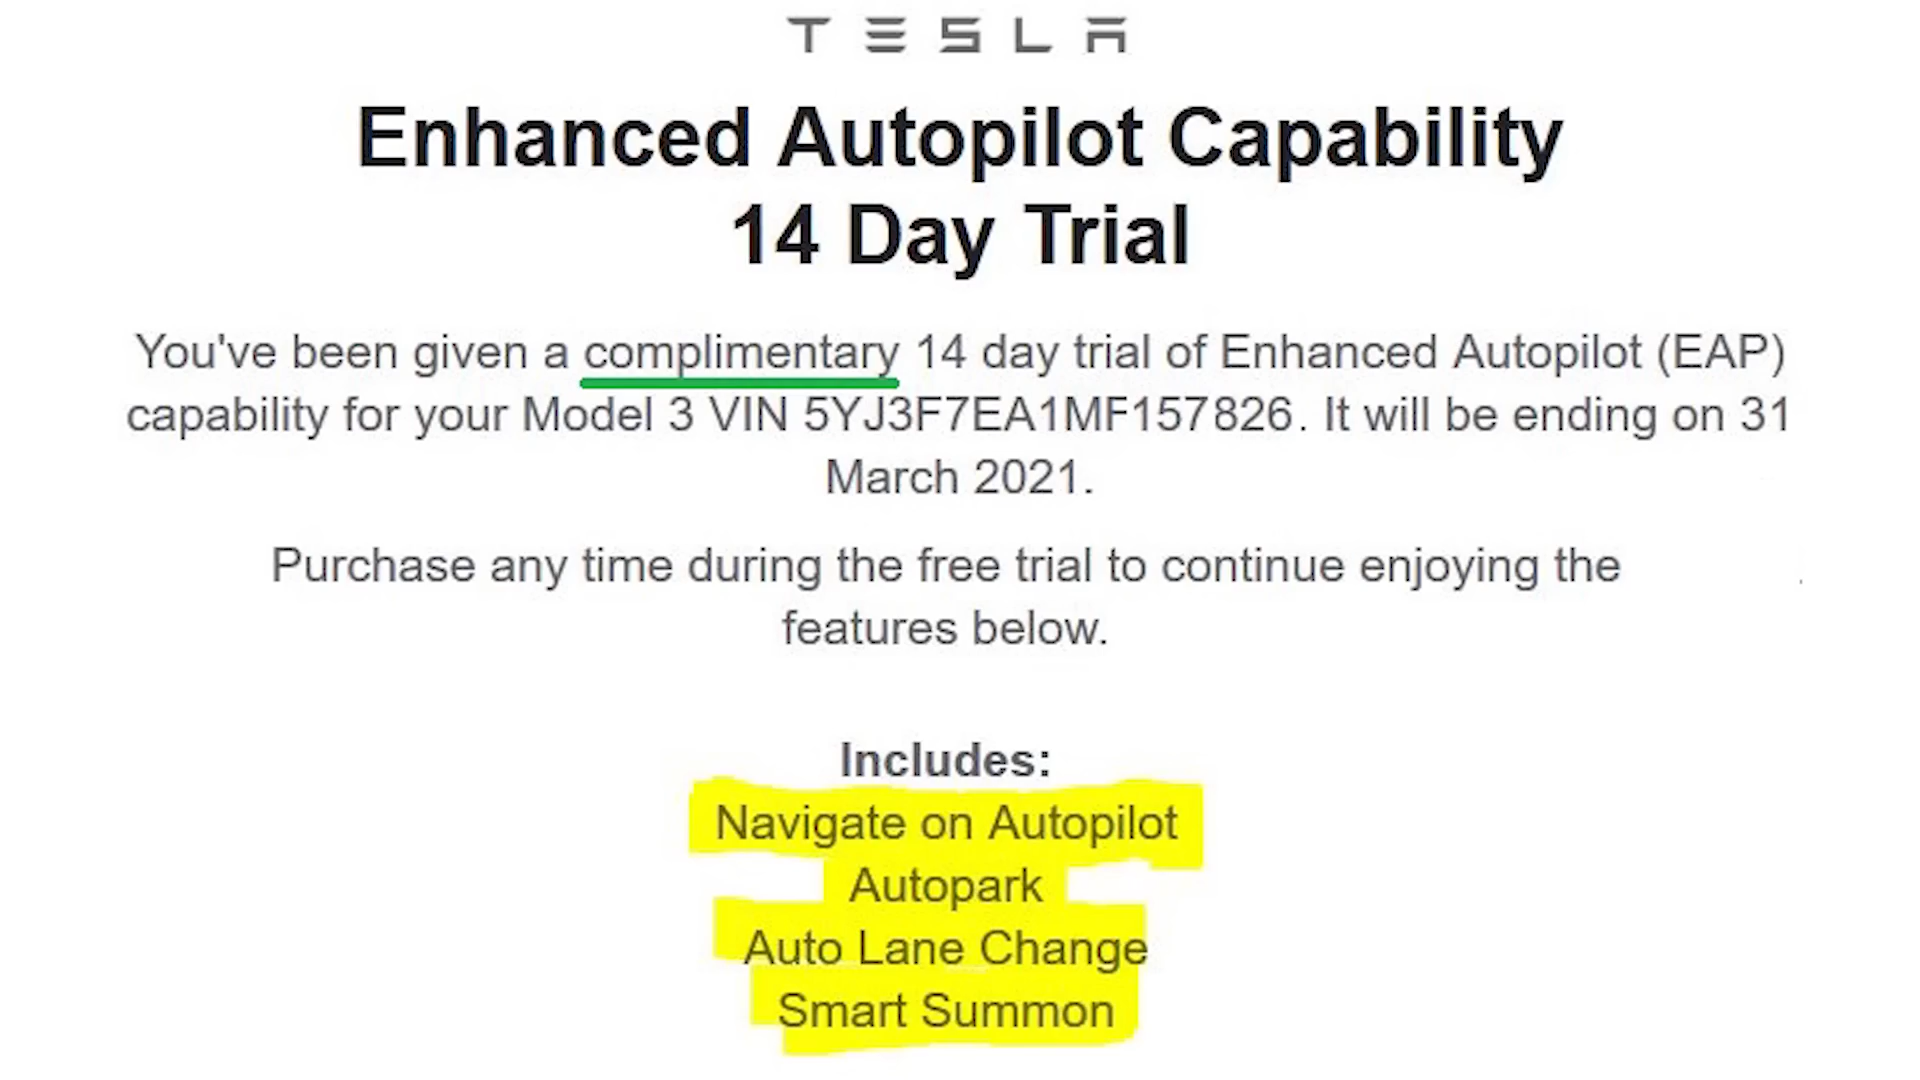 TESLA
Enhanced Autopilot Capability
14 Day Trial
You've been given a complimentary 14 day trial of Enhanced Autopilot (EAP)
capability for your Model 3 VIN 5YJ3F7EA1MF157826. It will be ending on 31
March 2021.
Purchase any time during the free trial to continue enjoying the
features below.
Includes:
Navigate on Autopilot
Autopark
Auto Lane Change
Smart Summon